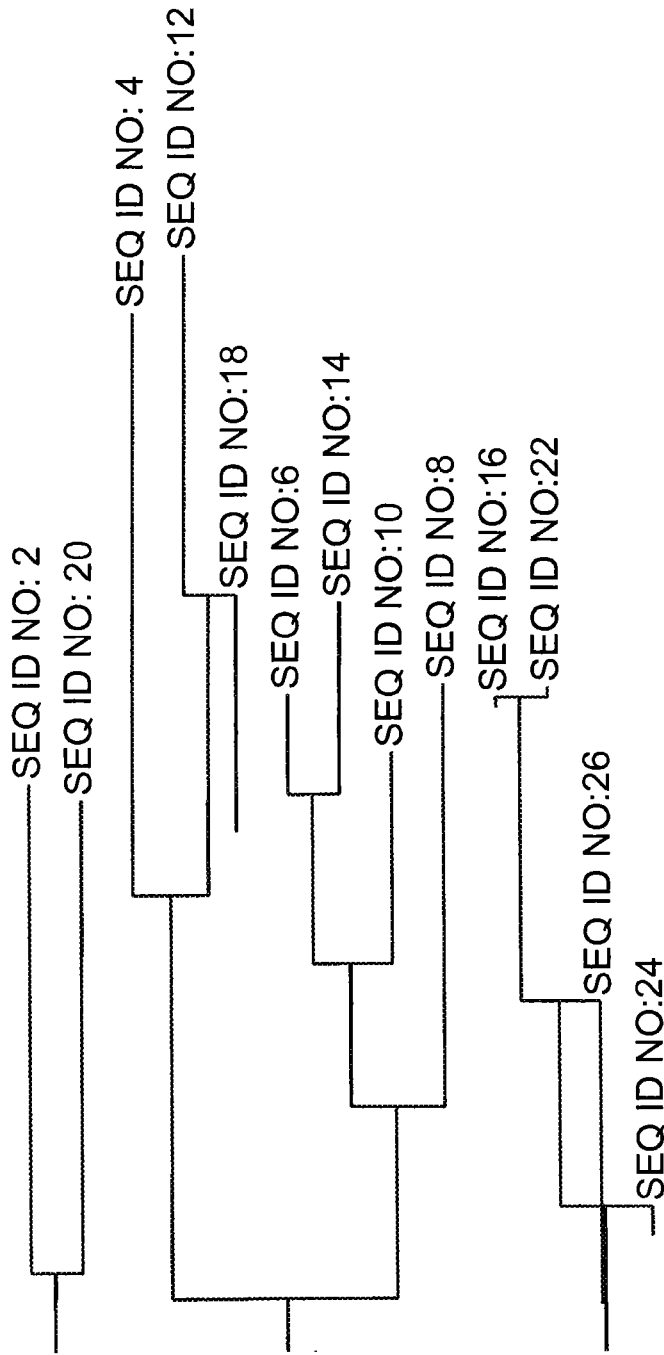 SEQ ID NO: 2
SEQ ID NO: 20
SEQ ID NO: 4
SEQ ID NO:12
SEQ ID NO:18
SEQ ID NO:6
SEQ ID NO:14
SEQ ID NO:10
SEQ ID NO:8
SEQ ID NO:16
SEQ ID NO:22
SEQ ID NO:26
SEQ ID NO:24